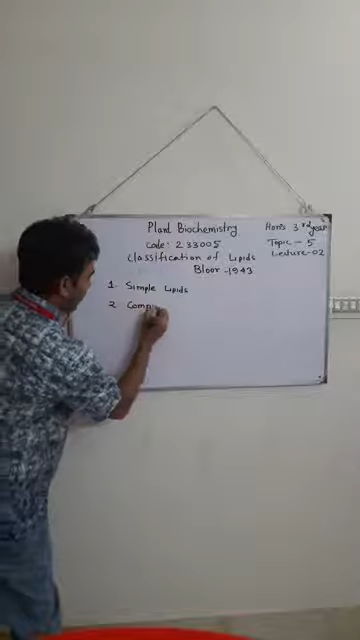 Plant Biochemistry
Hon's 3rd year
Code: 233005
Topic - 5
Classification of Lipids
Lecture-02
Bloor-1943
1. Simple Lipids
2 Comp